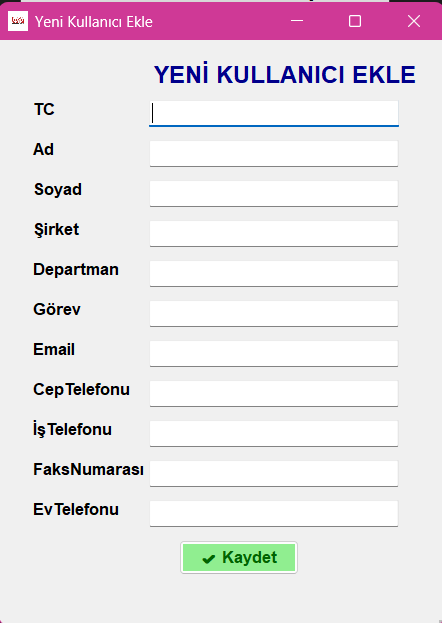 Yeni Kullanıcı Ekle
YENİ KULLANICI EKLE
TC
Ad
Soyad
Şirket
Departman
Görev
Email
CepTelefonu
İşTelefonu
FaksNumarası
EvTelefonu
Kaydet